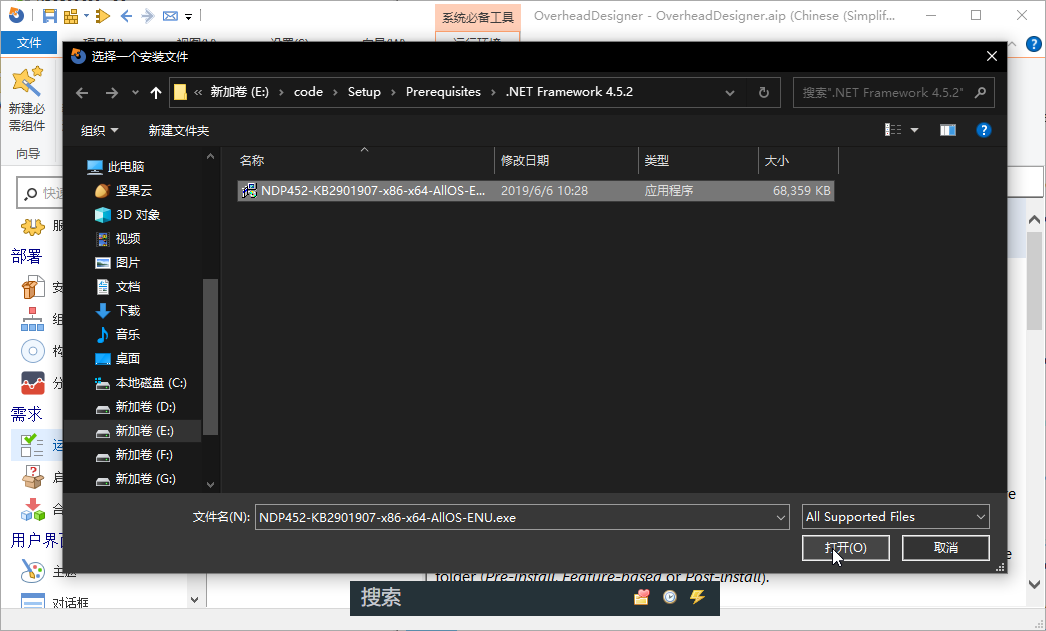 系统必备工具
OverheadDesigner - OverheadDesigner.aip (Chinese (Simplif...
文件
选择一个安装文件
« 新加卷 (E:) › code › Setup › Prerequisites › .NET Framework 4.5.2
搜索".NET Framework 4.5.2"
组织
新建文件夹
新建必
需组件
向导
快速
部署
需求
用户界面
主题
对话框
此电脑
坚果云
3D 对象
视频
图片
文档
下载
音乐
桌面
本地磁盘 (C:)
新加卷 (D:)
新加卷 (E:)
新加卷 (F:)
新加卷 (G:)
名称 修改日期 类型 大小
NDP452-KB2901907-x86-x64-AllOS-E... 2019/6/6 10:28 应用程序 68,359 KB
文件名(N): NDP452-KB2901907-x86-x64-AllOS-ENU.exe
All Supported Files
打开(O) 取消
folder (Pre-install, Feature-based or Post-install).
搜索